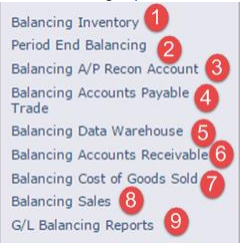 Balancing Inventory 1
Period End Balancing 2
Balancing A/P Recon Account 3
Balancing Accounts Payable 4
Trade
Balancing Data Warehouse 5
Balancing Accounts Receivable 6
Balancing Cost of Goods Sold 7
Balancing Sales 8
G/L Balancing Reports 9